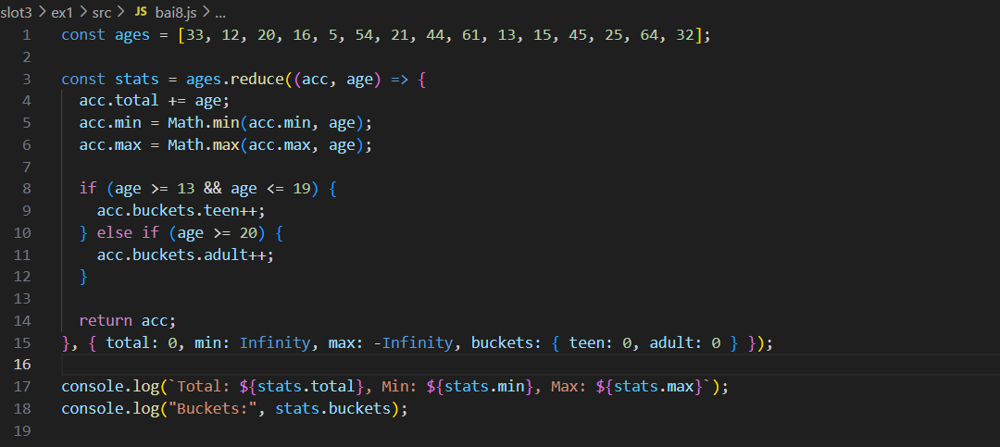 slot3 > ex1 > src > JS bai8.js > ...
1 const ages = [33, 12, 20, 16, 5, 54, 21, 44, 61, 13, 15, 45, 25, 64, 32];
2
3 const stats = ages.reduce((acc, age) => {
4   acc.total += age;
5   acc.min = Math.min(acc.min, age);
6   acc.max = Math.max(acc.max, age);
7
8   if (age >= 13 && age <= 19) {
9     acc.buckets.teen++;
10   } else if (age >= 20) {
11     acc.buckets.adult++;
12   }
13
14   return acc;
15 }, { total: 0, min: Infinity, max: -Infinity, buckets: { teen: 0, adult: 0 } });
16
17 console.log(`Total: ${stats.total}, Min: ${stats.min}, Max: ${stats.max}`);
18 console.log("Buckets:", stats.buckets);
19